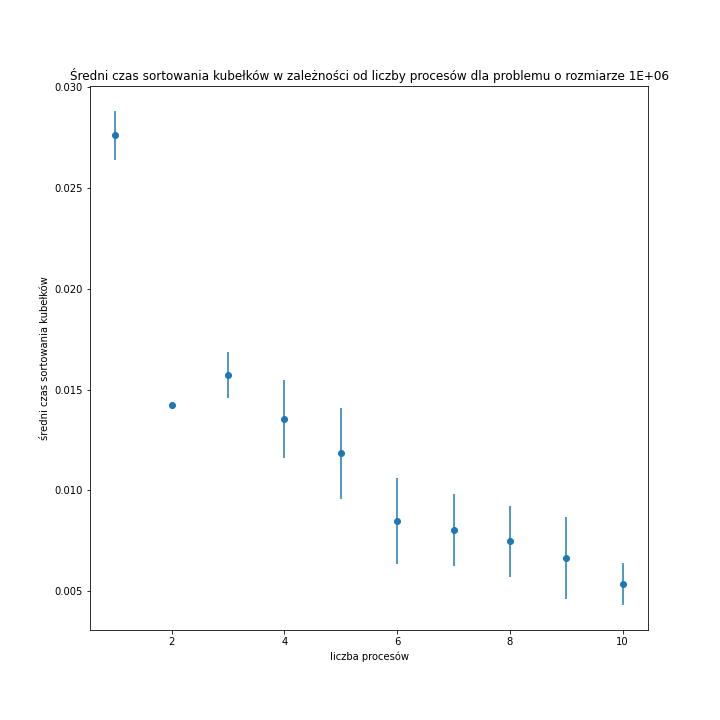 Średni czas sortowania kubełków w zależności od liczby procesów dla problemu o rozmiarze 1E+06
0.030
0.025
0.020
0.015
0.010
0.005
średni czas sortowania kubełków
2 4 6 8 10
liczba procesów